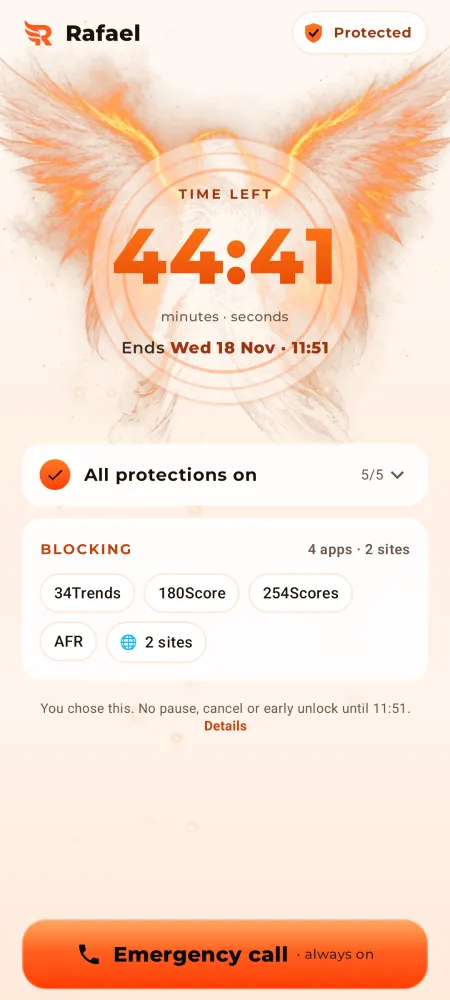 Rafael
Protected
TIME LEFT
44:41
minutes · seconds
Ends Wed 18 Nov · 11:51
All protections on
5/5
BLOCKING
4 apps · 2 sites
34Trends
180Score
254Scores
AFR
2 sites
You chose this. No pause, cancel or early unlock until 11:51.
Details
Emergency call · always on